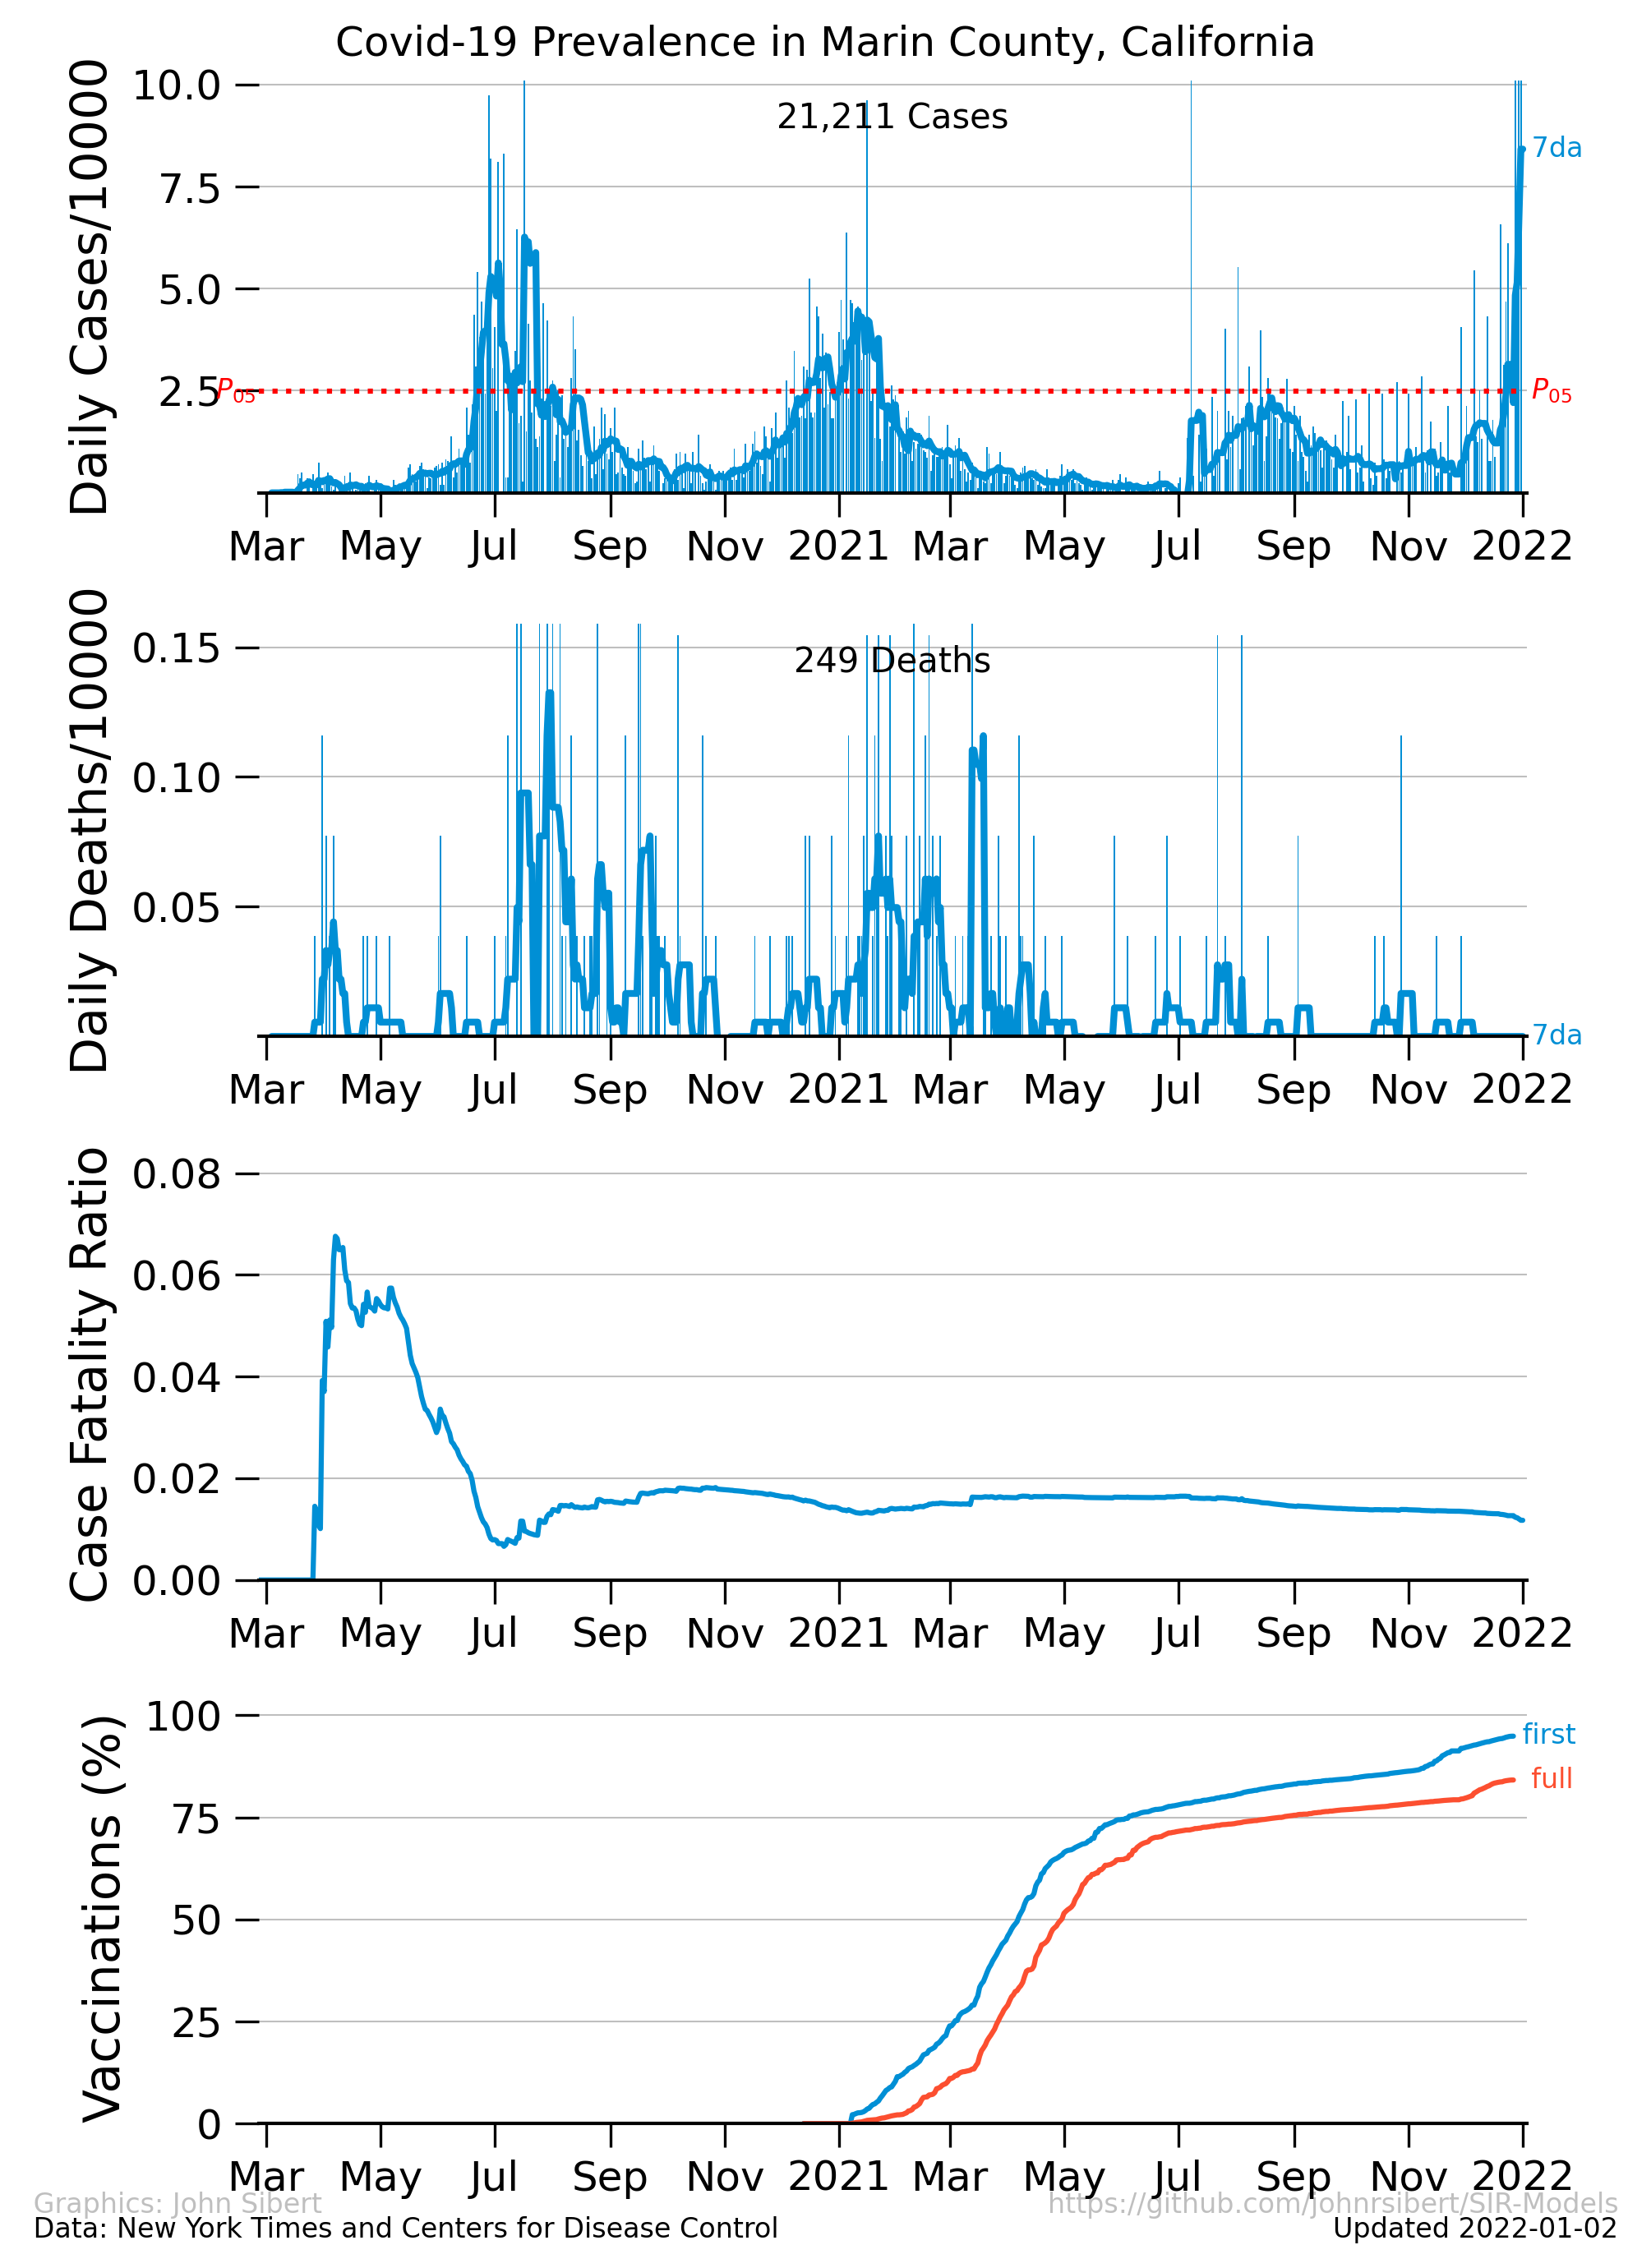 Covid-19 Prevalence in Marin County, California
Daily Cases/10000
10.0
7.5
5.0
2.5
21,211 Cases
7da
P05
P05
Mar May Jul Sep Nov 2021 Mar May Jul Sep Nov 2022
Daily Deaths/10000
0.15
0.10
0.05
249 Deaths
7da
Mar May Jul Sep Nov 2021 Mar May Jul Sep Nov 2022
Case Fatality Ratio
0.08
0.06
0.04
0.02
0.00
Mar May Jul Sep Nov 2021 Mar May Jul Sep Nov 2022
Vaccinations (%)
100
75
50
25
0
first
full
Mar May Jul Sep Nov 2021 Mar May Jul Sep Nov 2022
Graphics: John Sibert
https://github.com/Johnrsibert/SIR-Models
Data: New York Times and Centers for Disease Control
Updated 2022-01-02